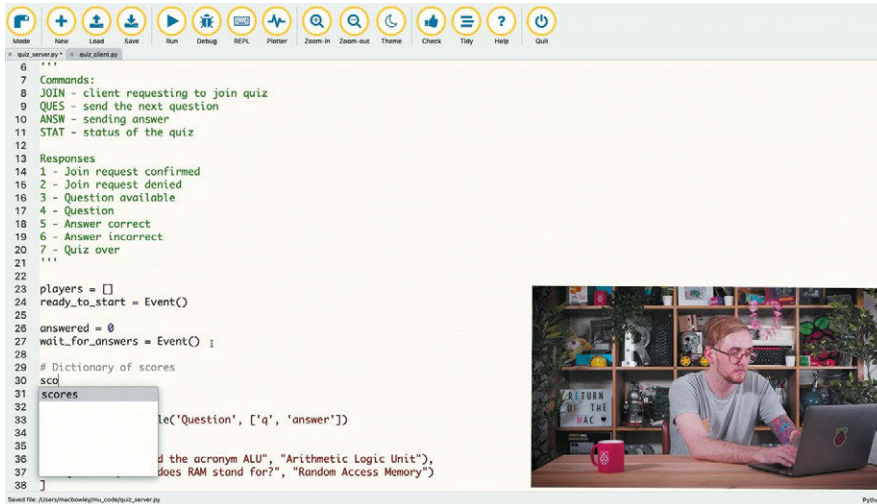 Mode New Load Save Run Debug REPL Plotter Zoom-in Zoom-out Theme Check Tidy Help Quit
quiz_server.py * quiz_client.py
6 '''
7 Commands:
8 JOIN - client requesting to join quiz
9 QUES - send the next question
10 ANSW - sending answer
11 STAT - status of the quiz
12
13 Responses
14 1 - Join request confirmed
15 2 - Join request denied
16 3 - Question available
17 4 - Question
18 5 - Answer correct
19 6 - Answer incorrect
20 7 - Quiz over
21 '''
22
23 players = []
24 ready_to_start = Event()
25
26 answered = 0
27 wait_for_answers = Event()
28
29 # Dictionary of scores
30 sco
31 scores
32
33 le('Question', ['q', 'answer'])
34
35
36 d the acronym ALU", "Arithmetic Logic Unit"),
37 does RAM stand for?", "Random Access Memory")
38 ]
RETURN
OF THE
MAC
Saved file: /Users/macbowley/mu_code/quiz_server.py
Pyth